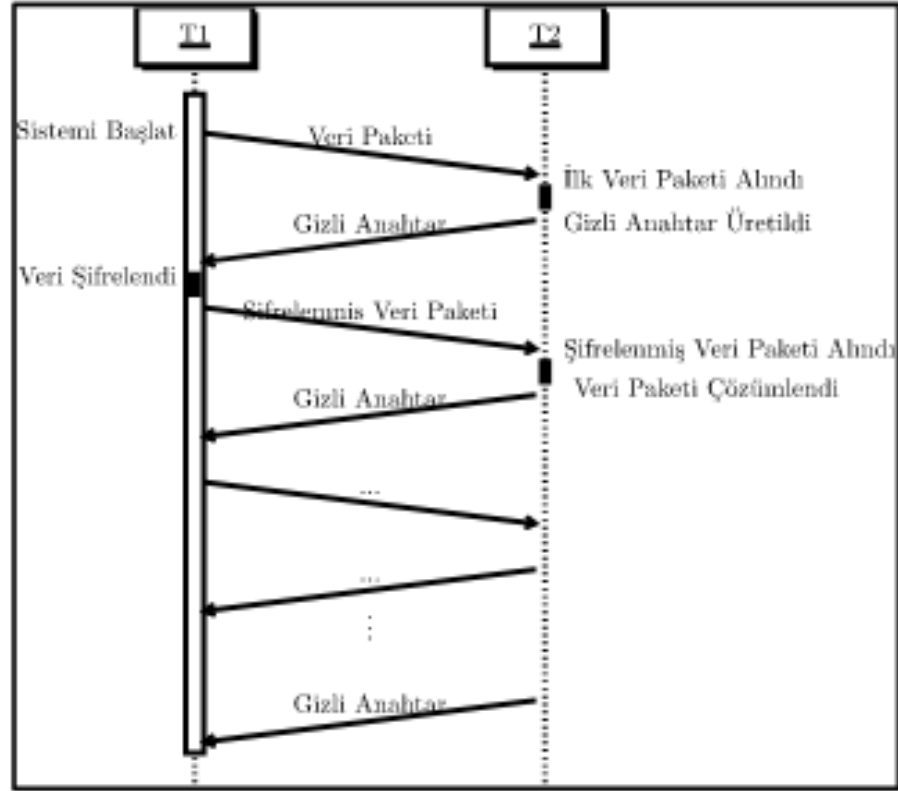 T1
T2
Sistemi Başlat
Veri Paketi
İlk Veri Paketi Alındı
Gizli Anahtar
Gizli Anahtar Üretildi
Veri Şifrelendi
Şifrelenmiş Veri Paketi
Şifrelenmiş Veri Paketi Alındı
Gizli Anahtar
Veri Paketi Çözümlendi
...
...
⋮
Gizli Anahtar